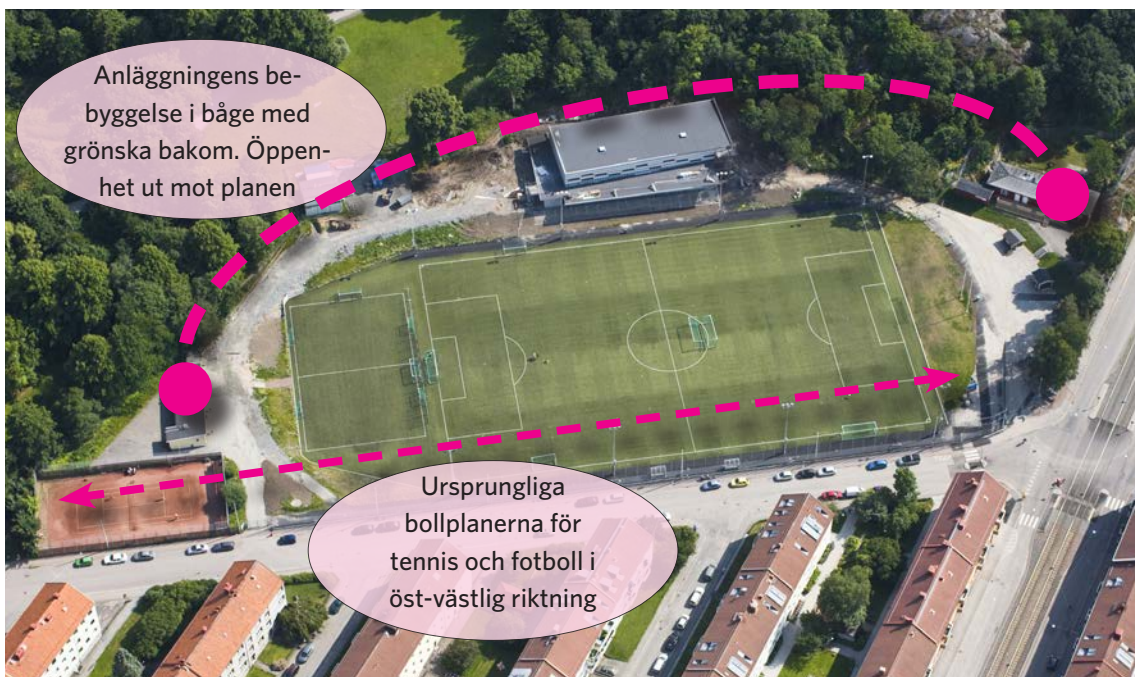 Anläggningens be-
byggelse i båge med
grönska bakom. Öppen-
het ut mot planen
Ursprungliga
bollplanerna för
tennis och fotboll i
öst-västlig riktning